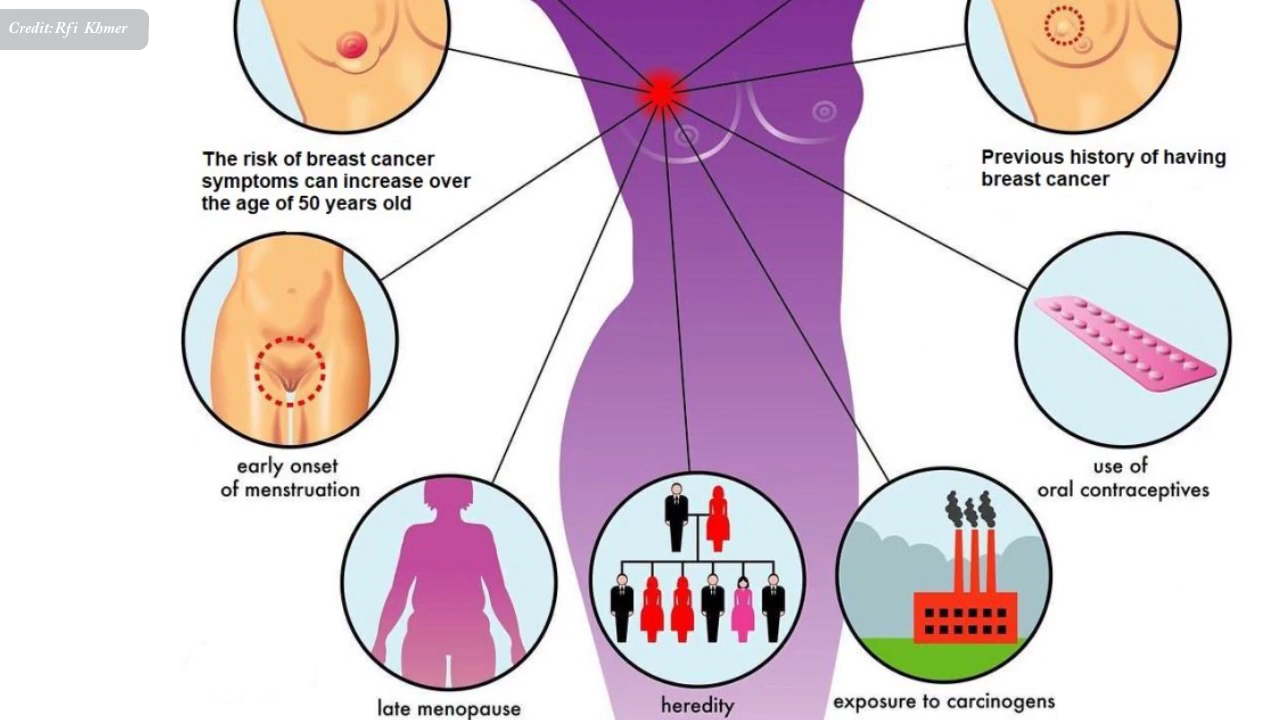 Credit:Rfi Khmer
The risk of breast cancer
symptoms can increase over
the age of 50 years old
Previous history of having
breast cancer
early onset
of menstruation
use of
oral contraceptives
late menopause
heredity
exposure to carcinogens